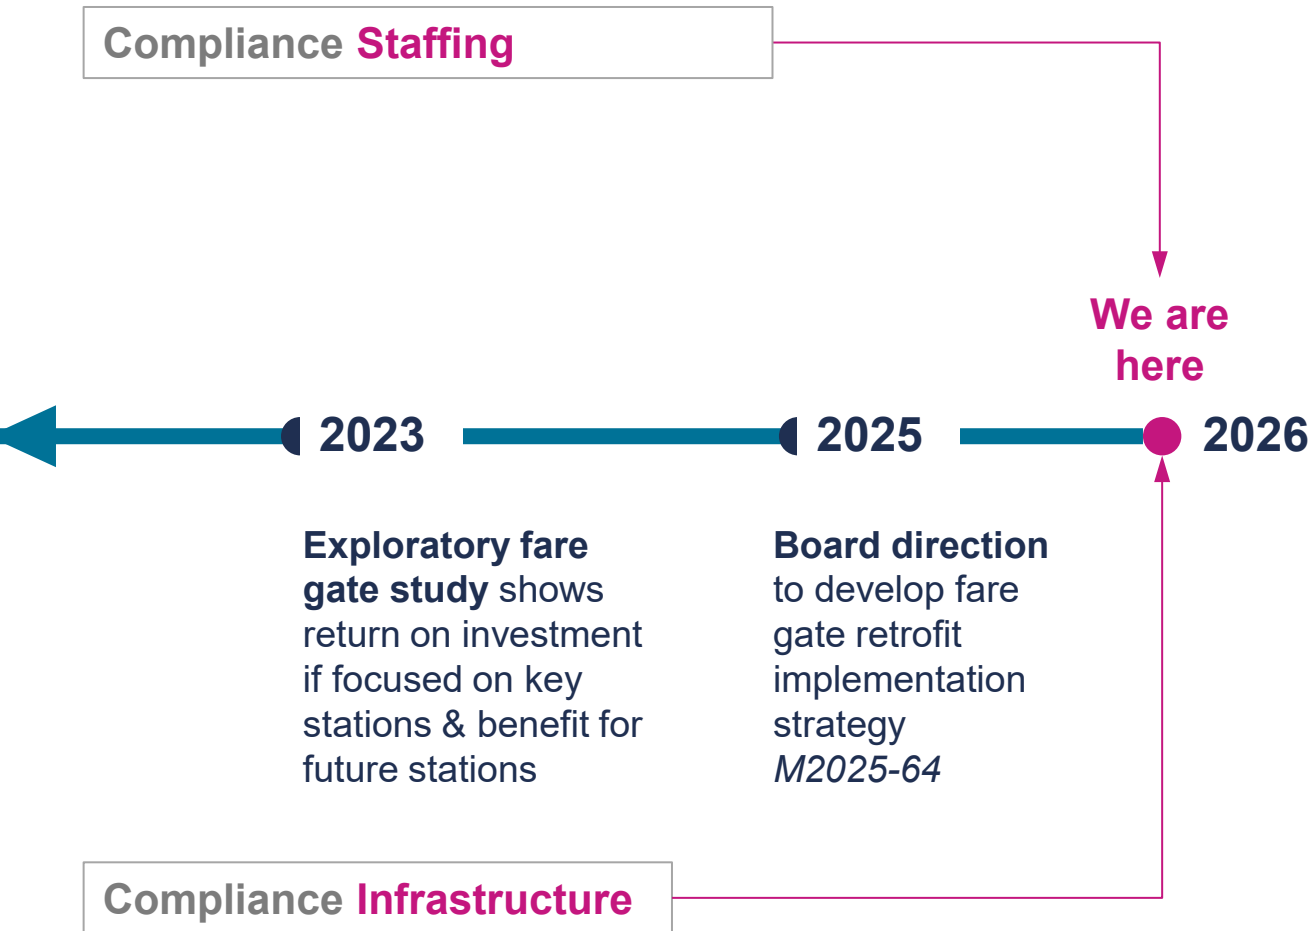 Compliance Staffing
We are
here
2023
2025
2026
Exploratory fare
gate study shows
return on investment
if focused on key
stations & benefit for
future stations
Board direction
to develop fare
gate retrofit
implementation
strategy
M2025-64
Compliance Infrastructure